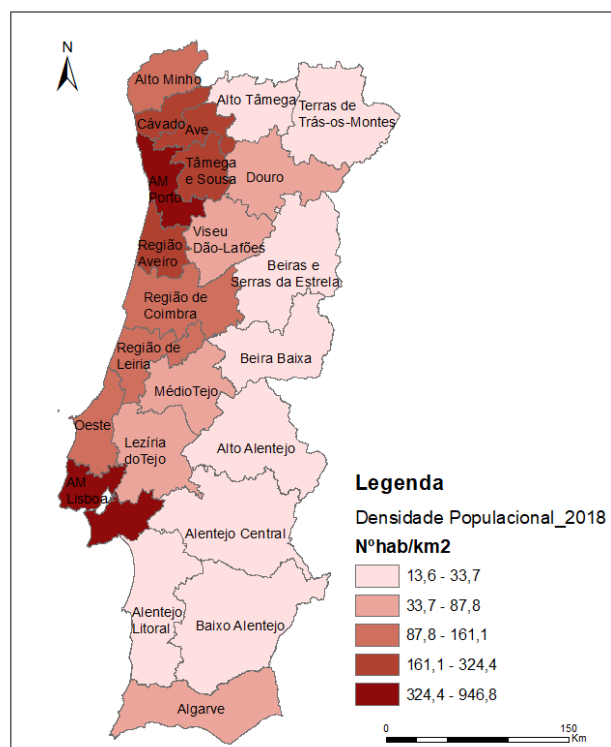 N
Alto Minho
Alto Tâmega
Terras de
Trás-os-Montes
Cávado
Ave
Tâmega
e Sousa
Douro
AM
Porto
Viseu
Dão-Lafões
Região
Aveiro
Beiras e
Serras da Estrela
Região de
Coimbra
Região de
Leiria
Beira Baixa
MédioTejo
Oeste
Lezíria
doTejo
Alto Alentejo
AM
Lisboa
Alentejo Central
Alentejo
Litoral
Baixo Alentejo
Algarve
Legenda
Densidade Populacional_2018
Nºhab/km2
13,6 - 33,7
33,7 - 87,8
87,8 - 161,1
161,1 - 324,4
324,4 - 946,8
0 150
Km